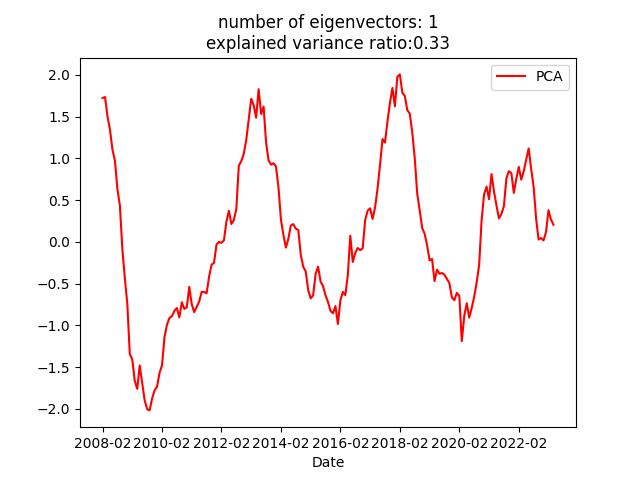 number of eigenvectors: 1
explained variance ratio:0.33
PCA
2.0
1.5
1.0
0.5
0.0
−0.5
−1.0
−1.5
−2.0
2008-02 2010-02 2012-02 2014-02 2016-02 2018-02 2020-02 2022-02
Date